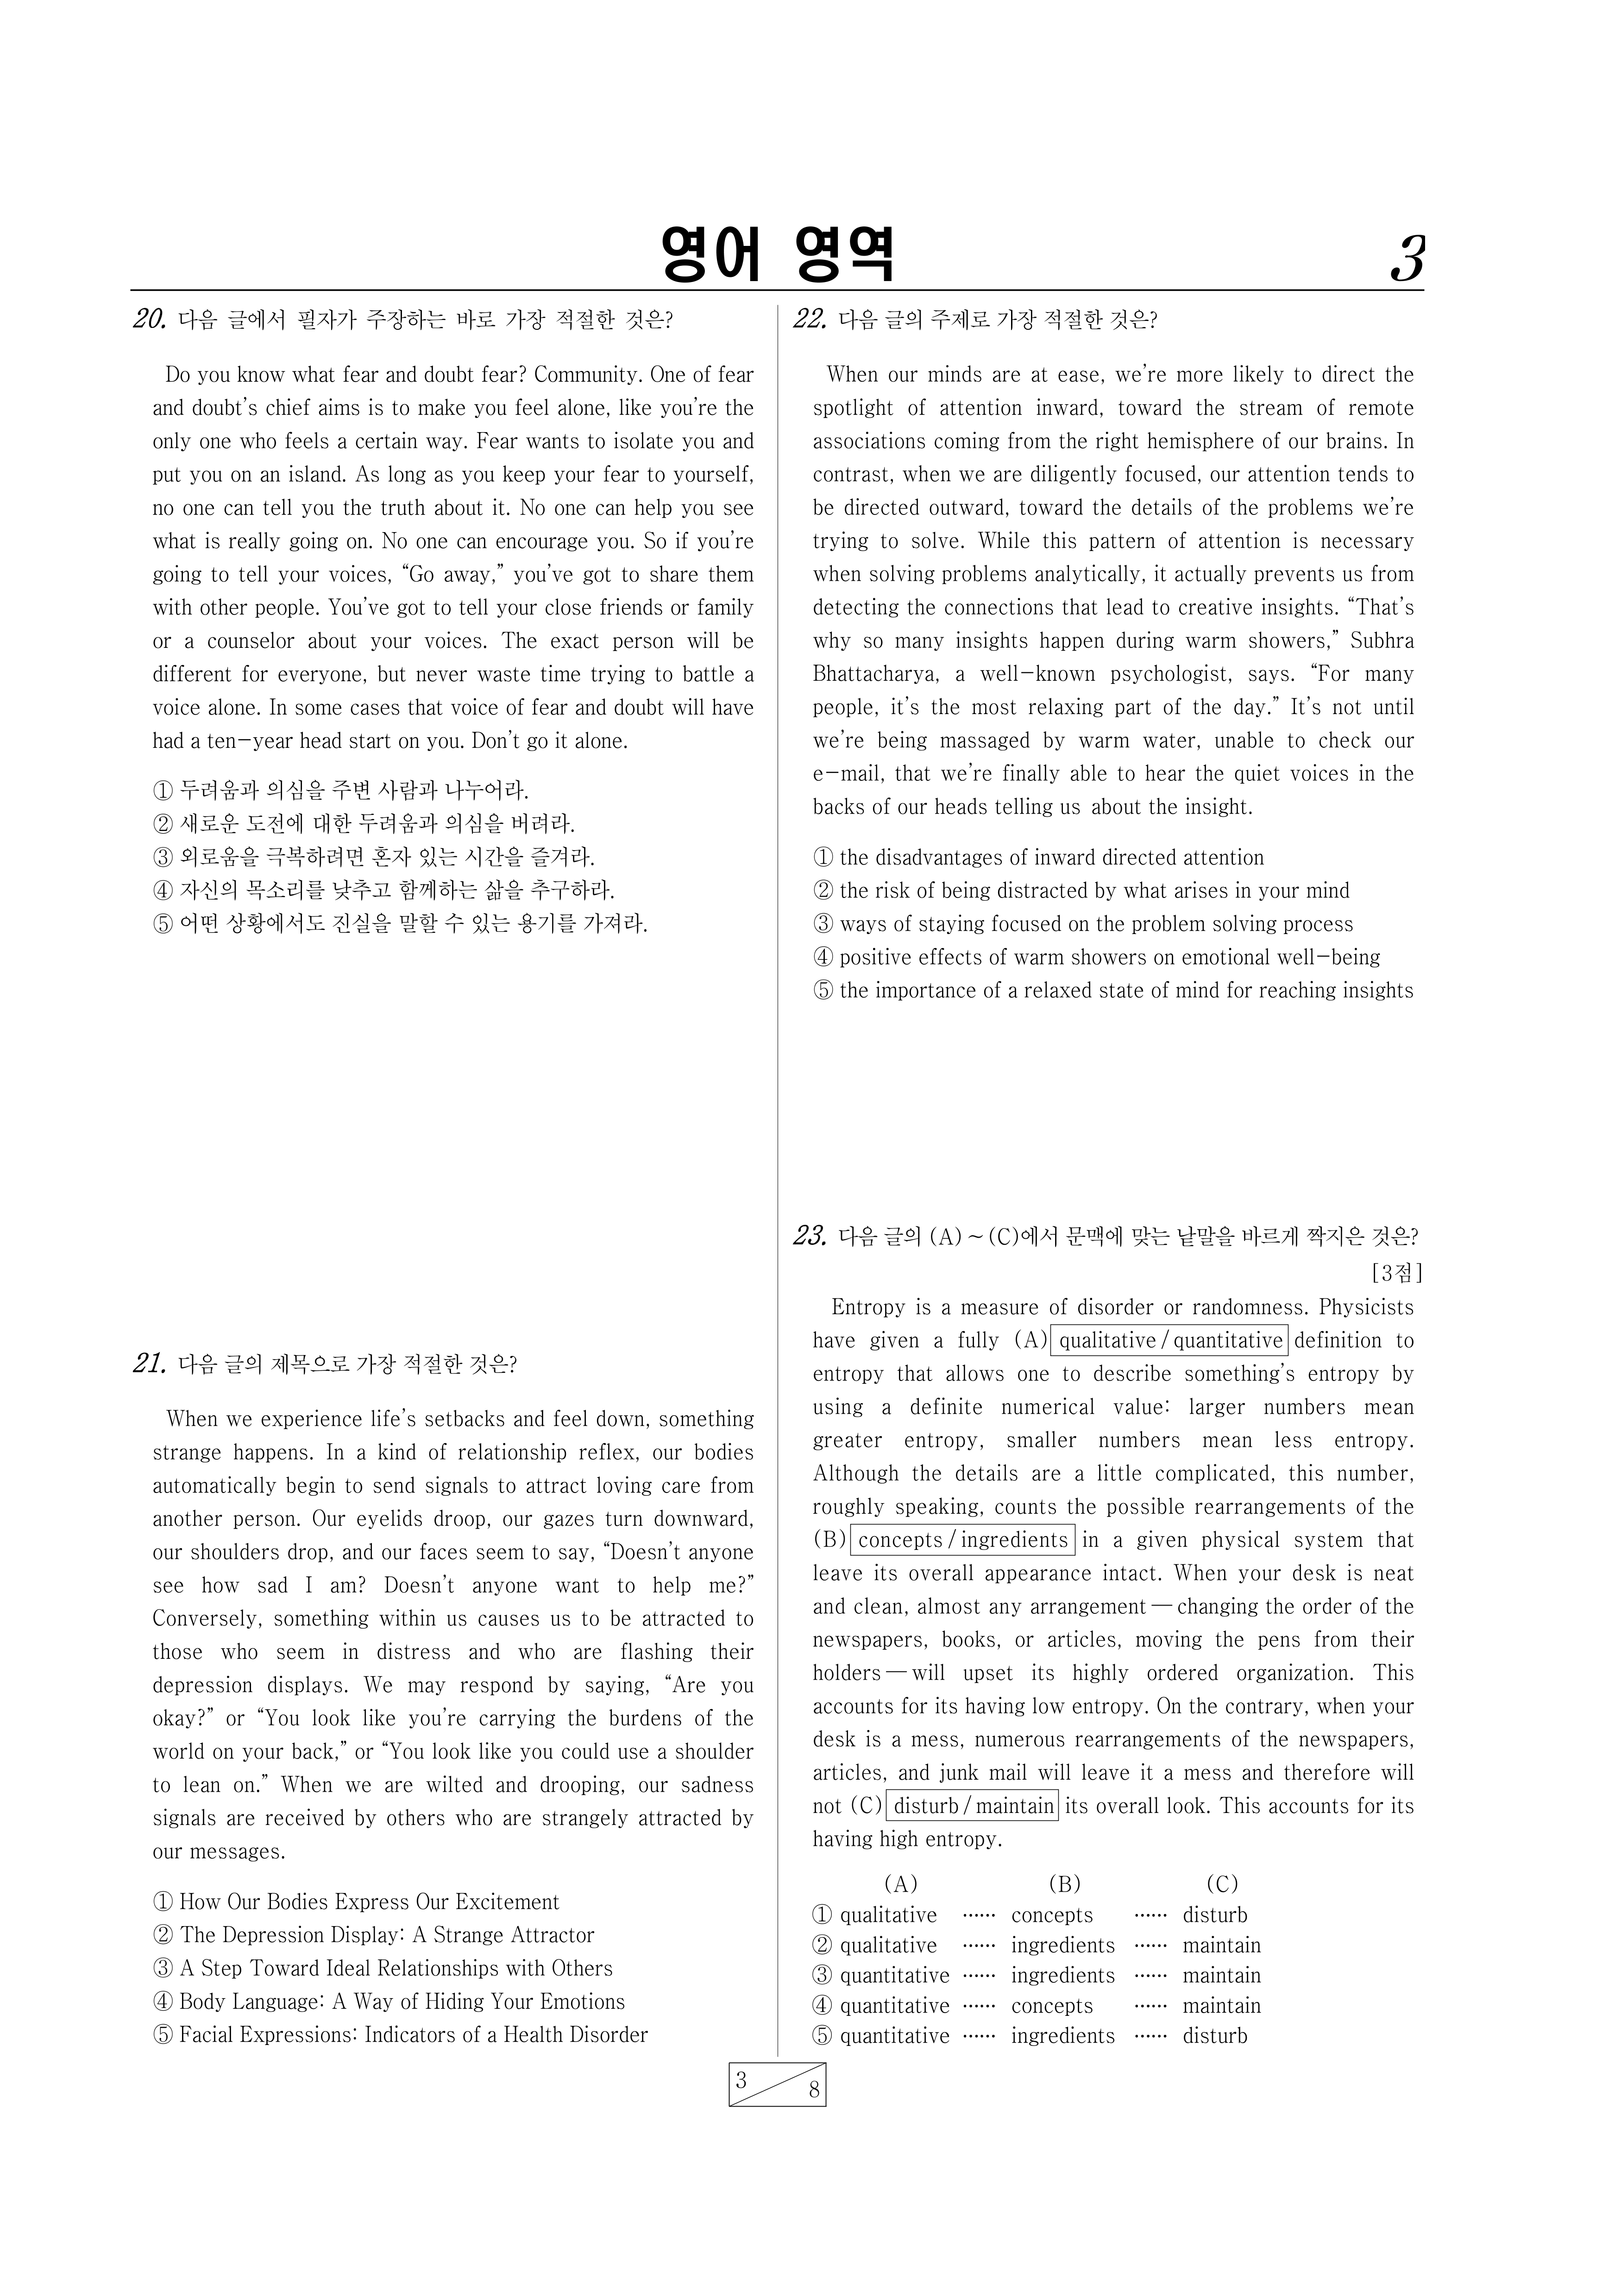 영어 영역
3
20. 다음 글에서 필자가 주장하는 바로 가장 적절한 것은?
Do you know what fear and doubt fear? Community. One of fear
and doubt's chief aims is to make you feel alone, like you're the
only one who feels a certain way. Fear wants to isolate you and
put you on an island. As long as you keep your fear to yourself,
no one can tell you the truth about it. No one can help you see
what is really going on. No one can encourage you. So if you're
going to tell your voices, “Go away,” you've got to share them
with other people. You've got to tell your close friends or family
or a counselor about your voices. The exact person will be
different for everyone, but never waste time trying to battle a
voice alone. In some cases that voice of fear and doubt will have
had a ten-year head start on you. Don't go it alone.
① 두려움과 의심을 주변 사람과 나누어라.
② 새로운 도전에 대한 두려움과 의심을 버려라.
③ 외로움을 극복하려면 혼자 있는 시간을 즐겨라.
④ 자신의 목소리를 낮추고 함께하는 삶을 추구하라.
⑤ 어떤 상황에서도 진실을 말할 수 있는 용기를 가져라.
21. 다음 글의 제목으로 가장 적절한 것은?
When we experience life's setbacks and feel down, something
strange happens. In a kind of relationship reflex, our bodies
automatically begin to send signals to attract loving care from
another person. Our eyelids droop, our gazes turn downward,
our shoulders drop, and our faces seem to say, “Doesn't anyone
see how sad I am? Doesn't anyone want to help me?”
Conversely, something within us causes us to be attracted to
those who seem in distress and who are flashing their
depression displays. We may respond by saying, “Are you
okay?” or “You look like you're carrying the burdens of the
world on your back,” or “You look like you could use a shoulder
to lean on.” When we are wilted and drooping, our sadness
signals are received by others who are strangely attracted by
our messages.
① How Our Bodies Express Our Excitement
② The Depression Display: A Strange Attractor
③ A Step Toward Ideal Relationships with Others
④ Body Language: A Way of Hiding Your Emotions
⑤ Facial Expressions: Indicators of a Health Disorder
22. 다음 글의 주제로 가장 적절한 것은?
When our minds are at ease, we're more likely to direct the
spotlight of attention inward, toward the stream of remote
associations coming from the right hemisphere of our brains. In
contrast, when we are diligently focused, our attention tends to
be directed outward, toward the details of the problems we're
trying to solve. While this pattern of attention is necessary
when solving problems analytically, it actually prevents us from
detecting the connections that lead to creative insights. “That's
why so many insights happen during warm showers,” Subhra
Bhattacharya, a well-known psychologist, says. “For many
people, it's the most relaxing part of the day.” It's not until
we're being massaged by warm water, unable to check our
e-mail, that we're finally able to hear the quiet voices in the
backs of our heads telling us about the insight.
① the disadvantages of inward directed attention
② the risk of being distracted by what arises in your mind
③ ways of staying focused on the problem solving process
④ positive effects of warm showers on emotional well-being
⑤ the importance of a relaxed state of mind for reaching insights
23. 다음 글의 (A)～(C)에서 문맥에 맞는 낱말을 바르게 짝지은 것은?
[3점]
Entropy is a measure of disorder or randomness. Physicists
have given a fully (A) qualitative / quantitative definition to
entropy that allows one to describe something's entropy by
using a definite numerical value: larger numbers mean
greater entropy, smaller numbers mean less entropy.
Although the details are a little complicated, this number,
roughly speaking, counts the possible rearrangements of the
(B) concepts / ingredients in a given physical system that
leave its overall appearance intact. When your desk is neat
and clean, almost any arrangement — changing the order of the
newspapers, books, or articles, moving the pens from their
holders — will upset its highly ordered organization. This
accounts for its having low entropy. On the contrary, when your
desk is a mess, numerous rearrangements of the newspapers,
articles, and junk mail will leave it a mess and therefore will
not (C) disturb / maintain its overall look. This accounts for its
having high entropy.
(A) (B) (C)
① qualitative …… concepts …… disturb
② qualitative …… ingredients …… maintain
③ quantitative …… ingredients …… maintain
④ quantitative …… concepts …… maintain
⑤ quantitative …… ingredients …… disturb
3 8